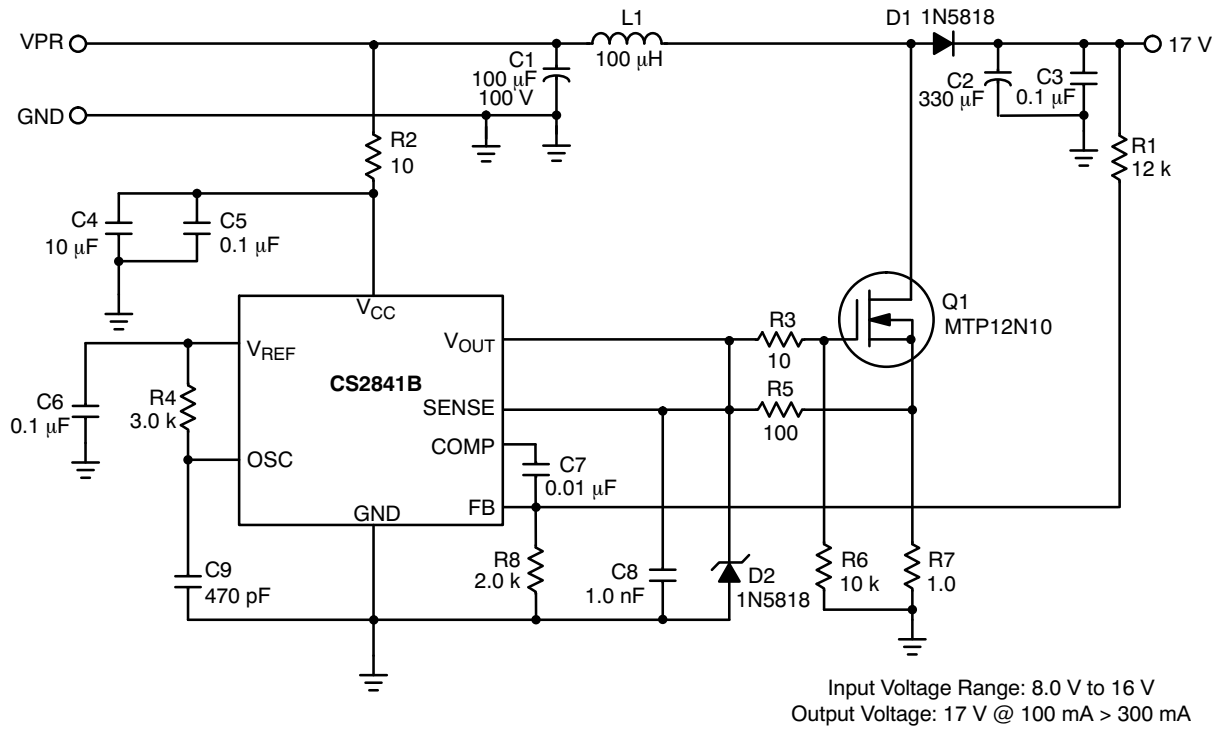 VPR
GND
L1
100 μH
D1 1N5818
17 V
C1
100 μF
100 V
C2
330 μF
C3
0.1 μF
R1
12 k
R2
10
C4
10 μF
C5
0.1 μF
VCC
VREF
CS2841B
VOUT
SENSE
COMP
OSC
GND
FB
C6
0.1 μF
R4
3.0 k
R3
10
R5
100
Q1
MTP12N10
C7
0.01 μF
C9
470 pF
R8
2.0 k
C8
1.0 nF
D2
1N5818
R6
10 k
R7
1.0
Input Voltage Range: 8.0 V to 16 V
Output Voltage: 17 V @ 100 mA > 300 mA